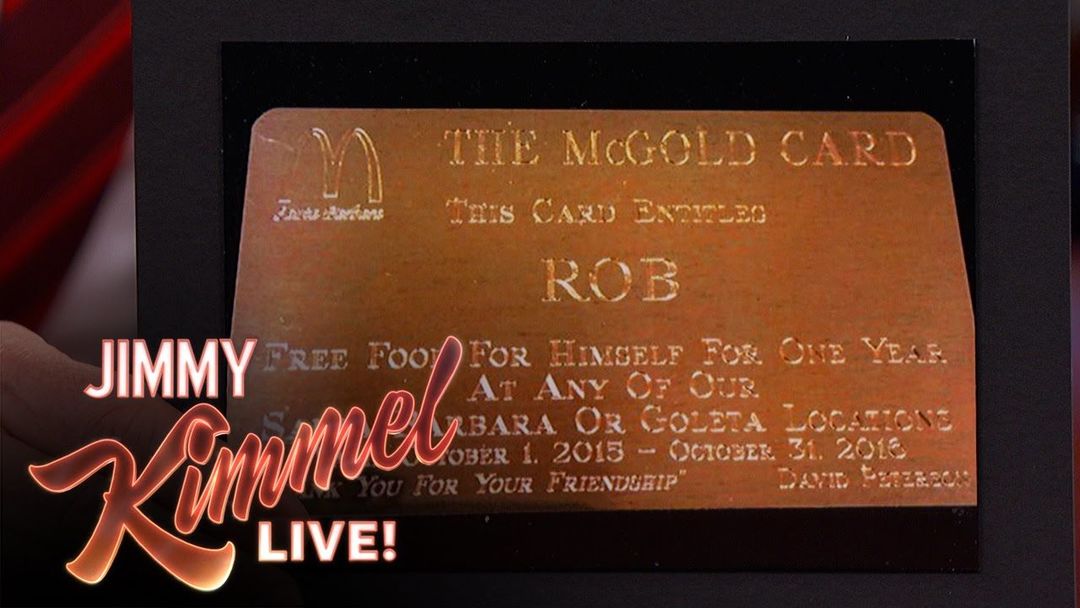 THE McGOLD CARD
THIS CARD ENTITLES
ROB
FREE FOOD FOR HIMSELF FOR ONE YEAR
AT ANY OF OUR
BARBARA OR GOLETA LOCATIONS
1, 2015 – OCTOBER 31, 2016
YOU FOR YOUR FRIENDSHIP"
DAVID PETERSON
JIMMY
Kimmel
LIVE!